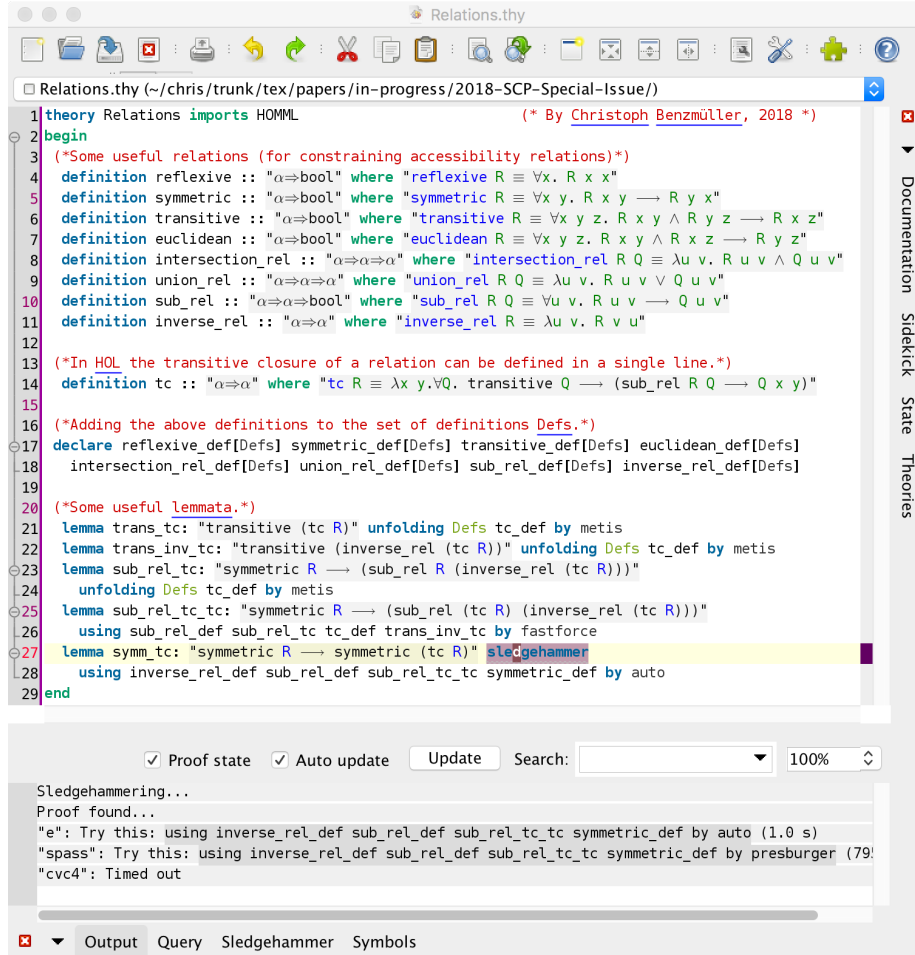 Relations.thy
Relations.thy (~/chris/trunk/tex/papers/in-progress/2018-SCP-Special-Issue/)
1 theory Relations imports HOMML (* By Christoph Benzmüller, 2018 *)
2 begin
3 (*Some useful relations (for constraining accessibility relations)*)
4 definition reflexive :: "α⇒bool" where "reflexive R ≡ ∀x. R x x"
5 definition symmetric :: "α⇒bool" where "symmetric R ≡ ∀x y. R x y ⟶ R y x"
6 definition transitive :: "α⇒bool" where "transitive R ≡ ∀x y z. R x y ∧ R y z ⟶ R x z"
7 definition euclidean :: "α⇒bool" where "euclidean R ≡ ∀x y z. R x y ∧ R x z ⟶ R y z"
8 definition intersection_rel :: "α⇒α⇒α" where "intersection_rel R Q ≡ λu v. R u v ∧ Q u v"
9 definition union_rel :: "α⇒α⇒α" where "union_rel R Q ≡ λu v. R u v ∨ Q u v"
10 definition sub_rel :: "α⇒α⇒bool" where "sub_rel R Q ≡ ∀u v. R u v ⟶ Q u v"
11 definition inverse_rel :: "α⇒α" where "inverse_rel R ≡ λu v. R v u"
12
13 (*In HOL the transitive closure of a relation can be defined in a single line.*)
14 definition tc :: "α⇒α" where "tc R ≡ λx y.∀Q. transitive Q ⟶ (sub_rel R Q ⟶ Q x y)"
15
16 (*Adding the above definitions to the set of definitions Defs.*)
17 declare reflexive_def[Defs] symmetric_def[Defs] transitive_def[Defs] euclidean_def[Defs]
18 intersection_rel_def[Defs] union_rel_def[Defs] sub_rel_def[Defs] inverse_rel_def[Defs]
19
20 (*Some useful lemmata.*)
21 lemma trans_tc: "transitive (tc R)" unfolding Defs tc_def by metis
22 lemma trans_inv_tc: "transitive (inverse_rel (tc R))" unfolding Defs tc_def by metis
23 lemma sub_rel_tc: "symmetric R ⟶ (sub_rel R (inverse_rel (tc R)))"
24 unfolding Defs tc_def by metis
25 lemma sub_rel_tc_tc: "symmetric R ⟶ (sub_rel (tc R) (inverse_rel (tc R)))"
26 using sub_rel_def sub_rel_tc tc_def trans_inv_tc by fastforce
27 lemma symm_tc: "symmetric R ⟶ symmetric (tc R)" sledgehammer
28 using inverse_rel_def sub_rel_def sub_rel_tc_tc symmetric_def by auto
29 end
Documentation
Sidekick
State
Theories
Proof state Auto update Update Search: 100%
Sledgehammering...
Proof found...
"e": Try this: using inverse_rel_def sub_rel_def sub_rel_tc_tc symmetric_def by auto (1.0 s)
"spass": Try this: using inverse_rel_def sub_rel_def sub_rel_tc_tc symmetric_def by presburger (795
"cvc4": Timed out
Output Query Sledgehammer Symbols